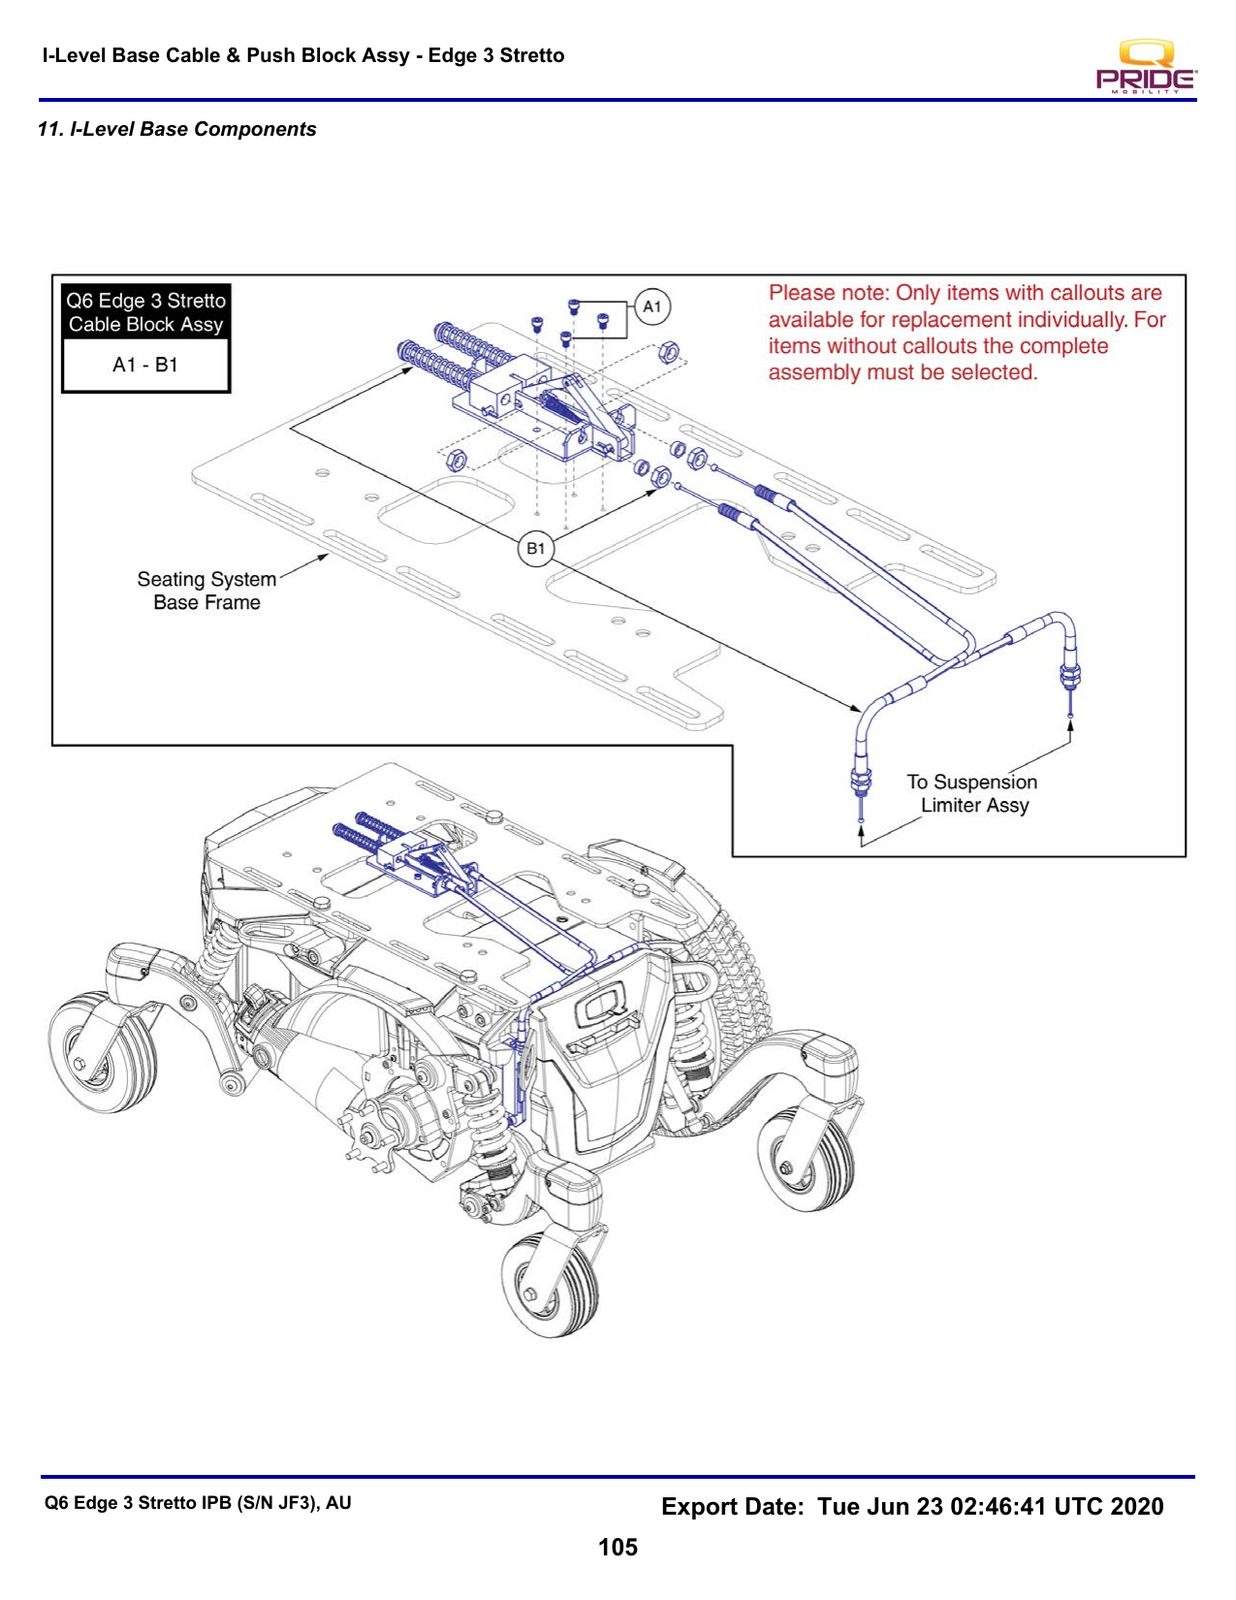 I-Level Base Cable & Push Block Assy - Edge 3 Stretto
PRIDE
MOBILITY
11. I-Level Base Components
Q6 Edge 3 Stretto
Cable Block Assy
A1 - B1
A1
Please note: Only items with callouts are
available for replacement individually. For
items without callouts the complete
assembly must be selected.
B1
Seating System
Base Frame
To Suspension
Limiter Assy
Q6 Edge 3 Stretto IPB (S/N JF3), AU
Export Date:  Tue Jun 23 02:46:41 UTC 2020
105